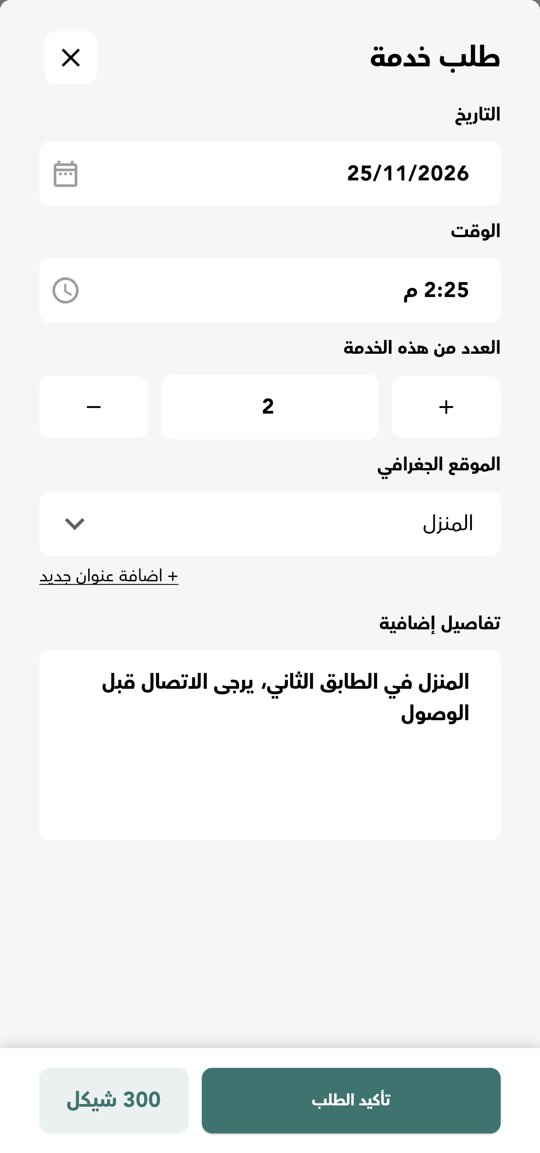 طلب خدمة
التاريخ
25/11/2026
الوقت
2:25 م
العدد من هذه الخدمة
+ 2 −
الموقع الجغرافي
المنزل
+ اضافة عنوان جديد
تفاصيل إضافية
المنزل في الطابق الثاني، يرجى الاتصال قبل
الوصول
تأكيد الطلب
300 شيكل